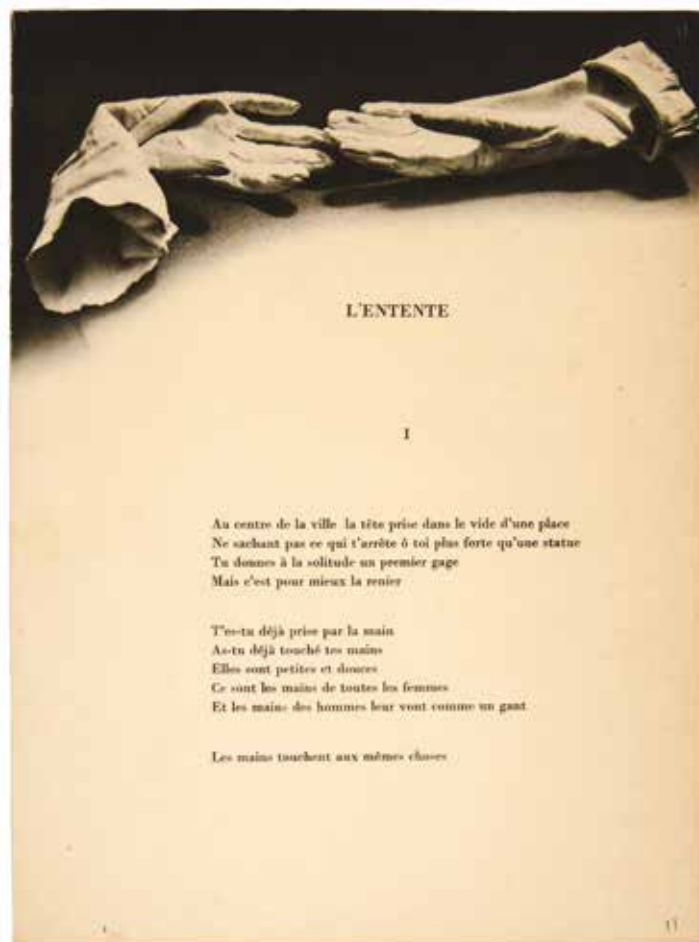 L'ENTENTE
I
Au centre de la ville la tête prise dans le vide d'une place
Ne sachant pas ce qui t'arrête ô toi plus forte qu'une statue
Tu donnes à la solitude un premier gage
Mais c'est pour mieux la renier
T'es-tu déjà prise par la main
As-tu déjà touché tes mains
Elles sont petites et douces
Ce sont les mains de toutes les femmes
Et les mains des hommes leur vont comme un gant
Les mains touchent aux mêmes choses